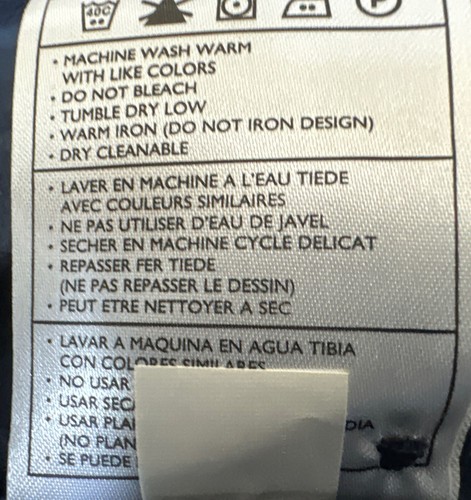 40C
P
• MACHINE WASH WARM
WITH LIKE COLORS
• DO NOT BLEACH
• TUMBLE DRY LOW
• WARM IRON (DO NOT IRON DESIGN)
• DRY CLEANABLE
• LAVER EN MACHINE A L'EAU TIEDE
AVEC COULEURS SIMILAIRES
• NE PAS UTILISER D'EAU DE JAVEL
• SECHER EN MACHINE CYCLE DELICAT
• REPASSER FER TIEDE
(NE PAS REPASSER LE DESSIN)
• PEUT ETRE NETTOYER A SEC
• LAVAR A MAQUINA EN AGUA TIBIA
CON COLORES SIMILARES
• NO USAR
• USAR
• USAR
(NO
• SE PUEDE